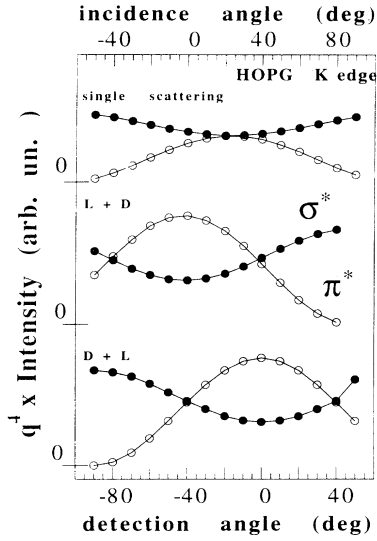 incidence angle (deg)
-40 0 40 80
HOPG K edge
single scattering
0
L + D
σ*
π*
0
D + L
0
q⁴ x Intensity (arb. un. )
-80 -40 0 40
detection angle (deg)